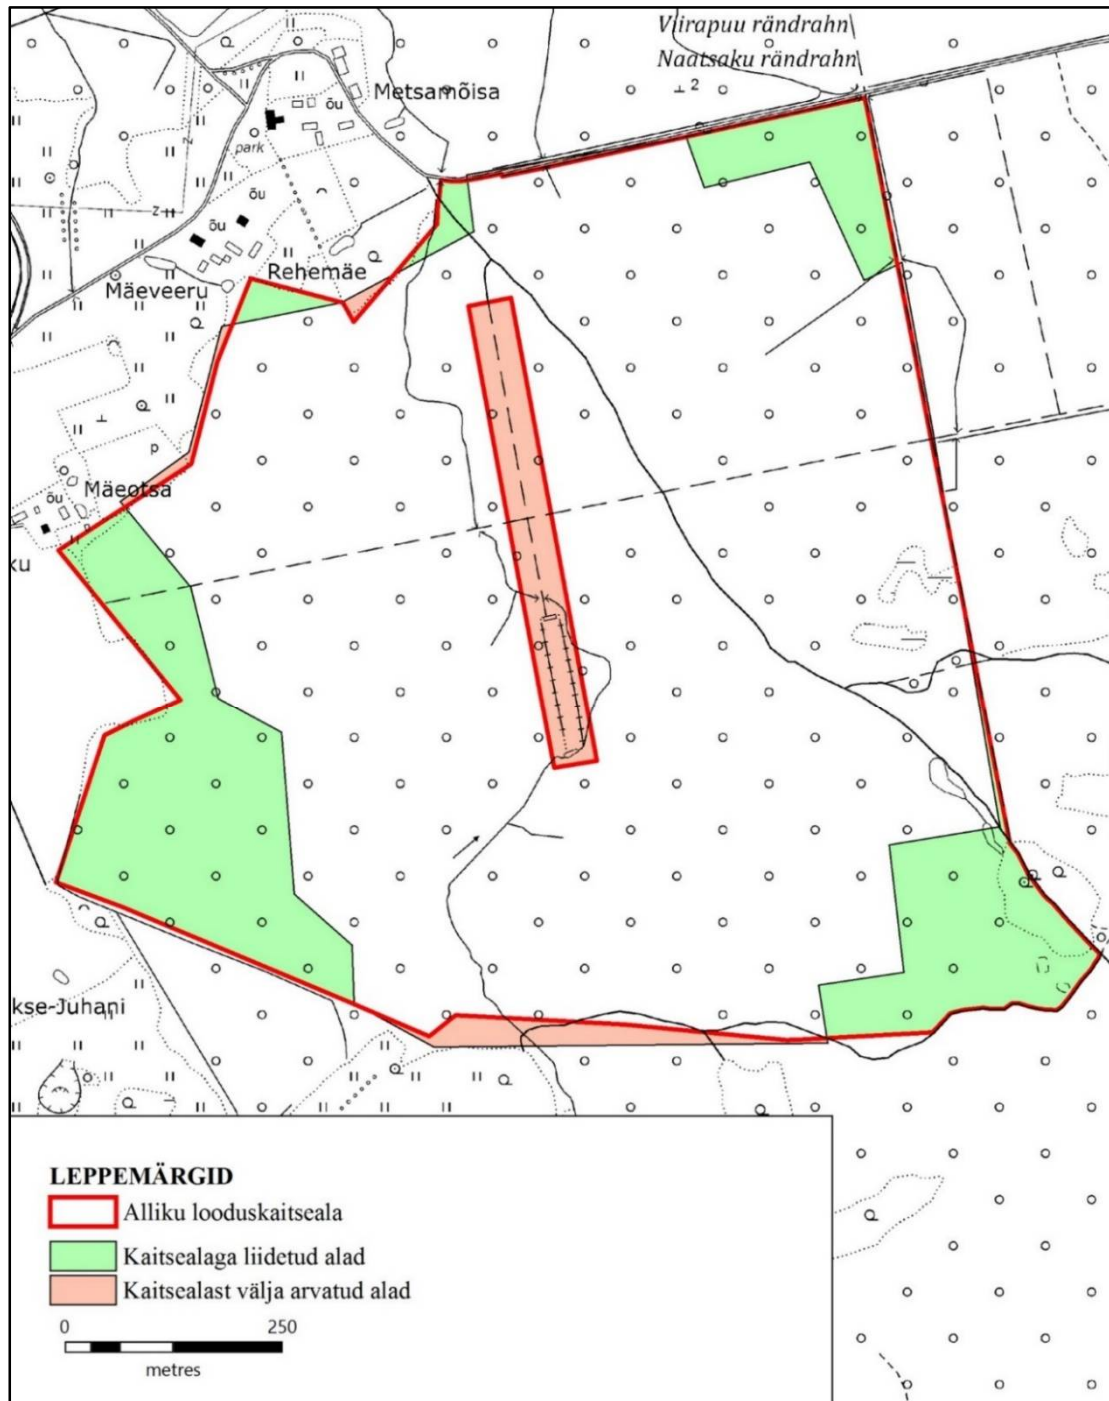 Viirapuu rändrahn
Naatsaku rändrahn
2
Metsamõisa
õu
park
õu
õu
z
z
Rehemäe
Mäeveeru
p
Mäeotsa
õu
ku
kse-Juhani
LEPPEMÄRGID
Alliku looduskaitseala
Kaitsealaga liidetud alad
Kaitsealast välja arvatud alad
0 250
metres